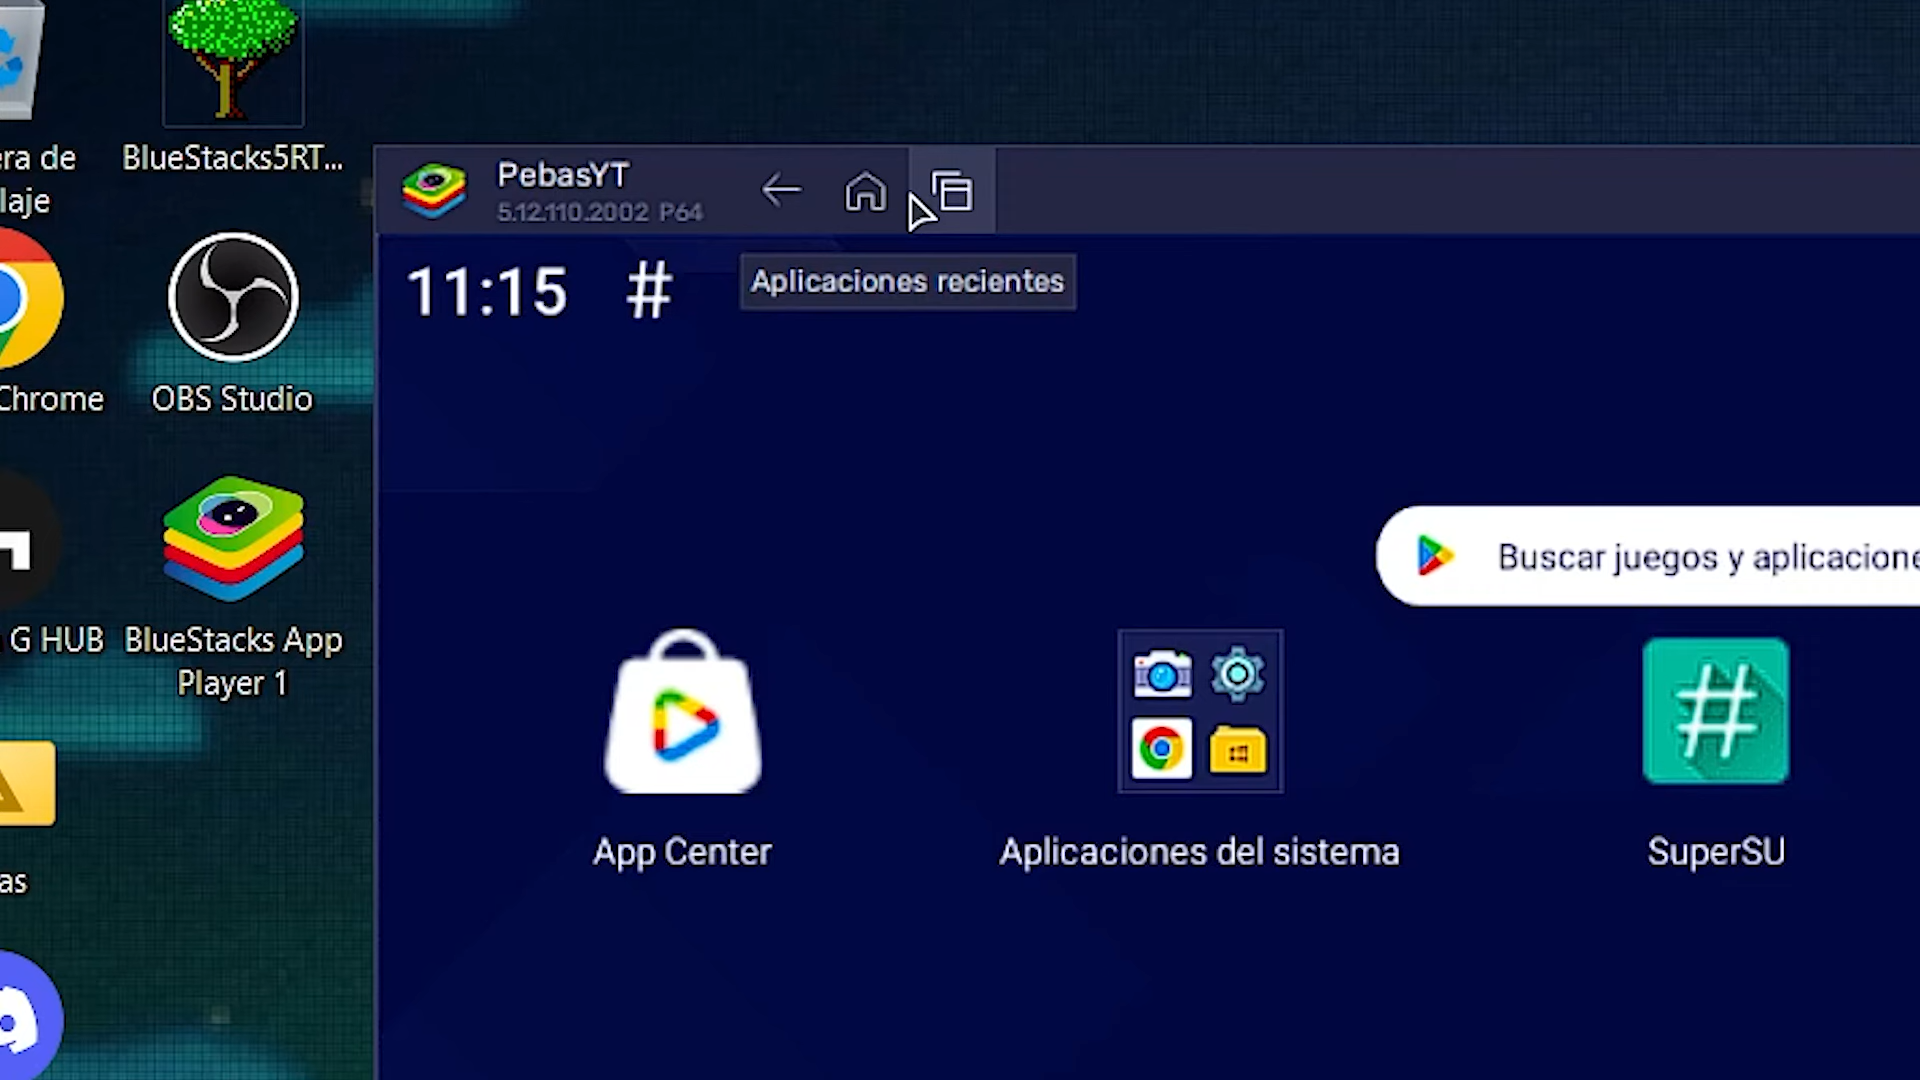 era de
laje
BlueStacks5RT...
Chrome
OBS Studio
G HUB
BlueStacks App
Player 1
as
PebasYT
5.12.110.2002 P64
11:15 #
Aplicaciones recientes
Buscar juegos y aplicacione
App Center
Aplicaciones del sistema
SuperSU